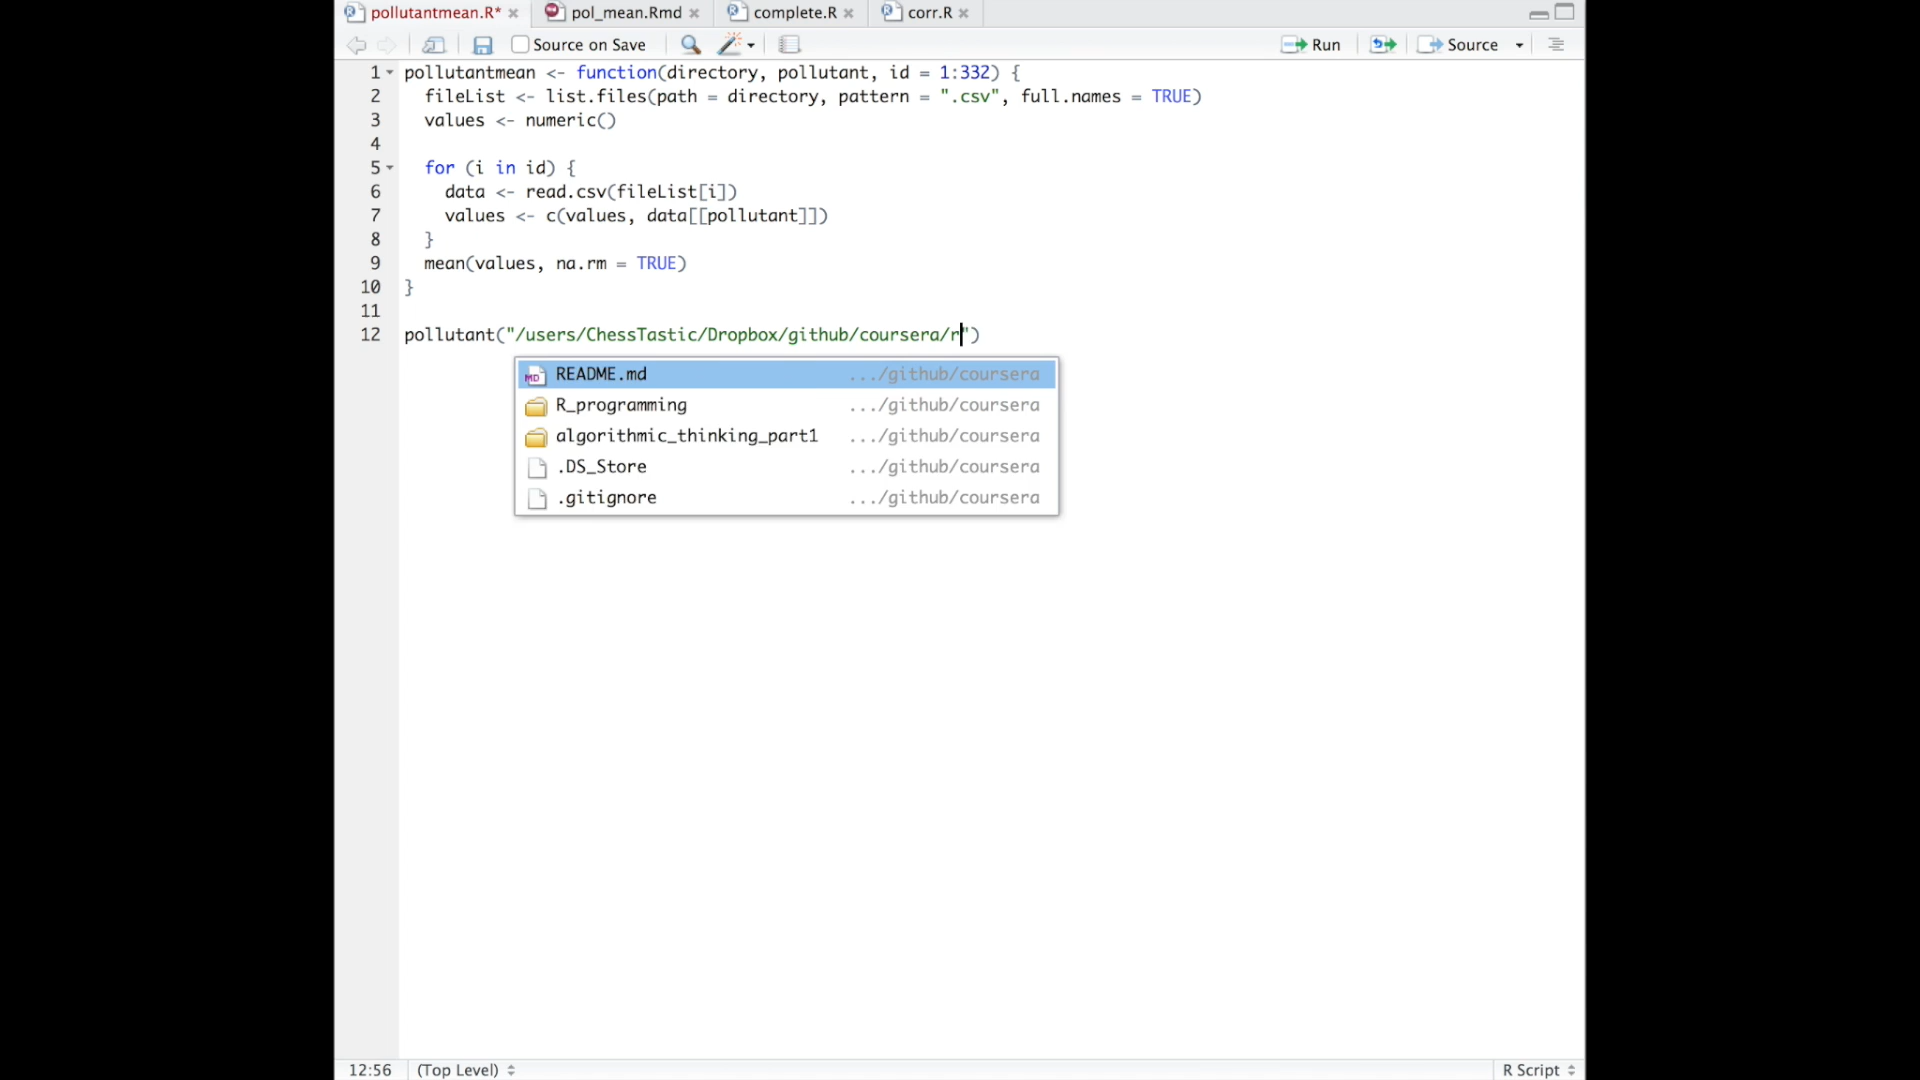 pollutantmean.R* pol_mean.Rmd complete.R corr.R
Source on Save Run Source
1 pollutantmean <- function(directory, pollutant, id = 1:332) {
2 fileList <- list.files(path = directory, pattern = ".csv", full.names = TRUE)
3 values <- numeric()
4
5 for (i in id) {
6 data <- read.csv(fileList[i])
7 values <- c(values, data[[pollutant]])
8 }
9 mean(values, na.rm = TRUE)
10 }
11
12 pollutant("/users/ChessTastic/Dropbox/github/coursera/r")
README.md .../github/coursera
R_programming .../github/coursera
algorithmic_thinking_part1 .../github/coursera
.DS_Store .../github/coursera
.gitignore .../github/coursera
12:56 (Top Level) R Script